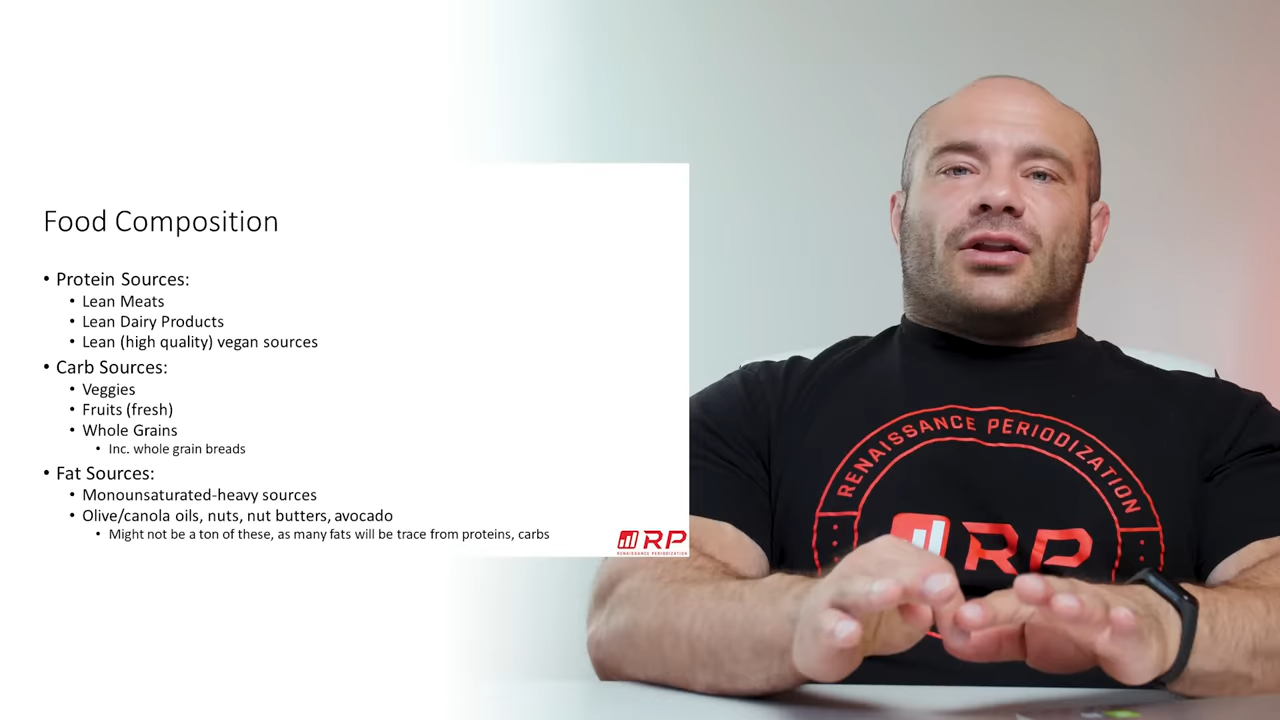 Food Composition
• Protein Sources:
• Lean Meats
• Lean Dairy Products
• Lean (high quality) vegan sources
• Carb Sources:
• Veggies
• Fruits (fresh)
• Whole Grains
• Inc. whole grain breads
• Fat Sources:
• Monounsaturated-heavy sources
• Olive/canola oils, nuts, nut butters, avocado
• Might not be a ton of these, as many fats will be trace from proteins, carbs
RP
RENAISSANCE PERIODIZATION
RENAISSANCE PERIODIZATION
RP